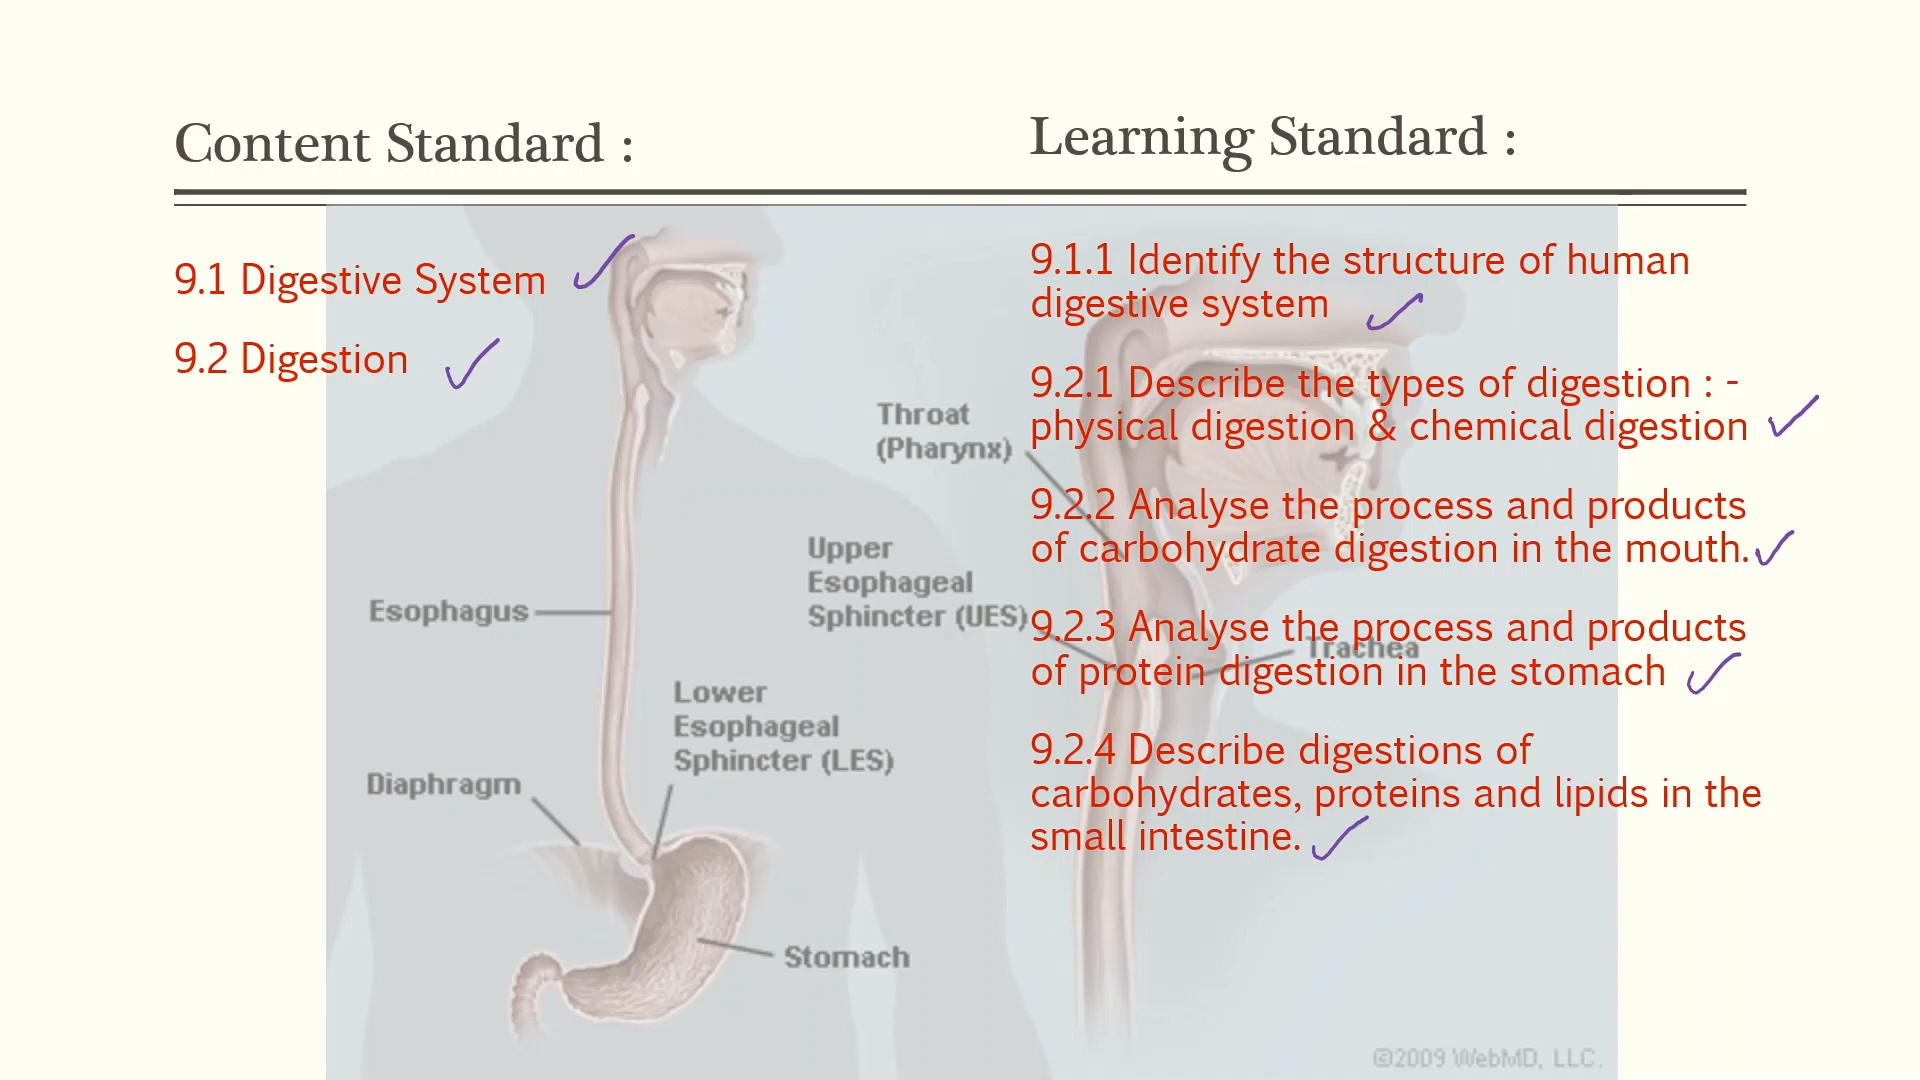 Content Standard :
9.1 Digestive System
9.2 Digestion
Learning Standard :
9.1.1 Identify the structure of human
digestive system
9.2.1 Describe the types of digestion : -
physical digestion & chemical digestion
9.2.2 Analyse the process and products
of carbohydrate digestion in the mouth.
9.2.3 Analyse the process and products
of protein digestion in the stomach
9.2.4 Describe digestions of
carbohydrates, proteins and lipids in the
small intestine.
Throat
(Pharynx)
Upper
Esophageal
Sphincter (UES)
Esophagus
Trachea
Lower
Esophageal
Sphincter (LES)
Diaphragm
Stomach
©2009 WebMD, LLC.